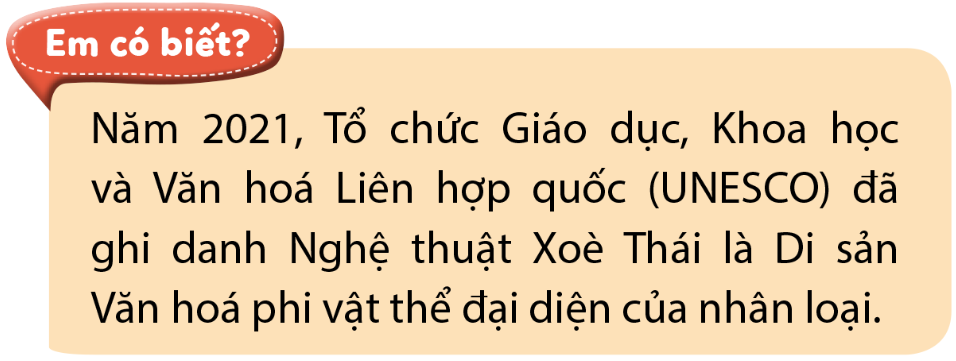 Em có biết?
Năm 2021, Tổ chức Giáo dục, Khoa học
và Văn hoá Liên hợp quốc (UNESCO) đã
ghi danh Nghệ thuật Xoè Thái là Di sản
Văn hoá phi vật thể đại diện của nhân loại.